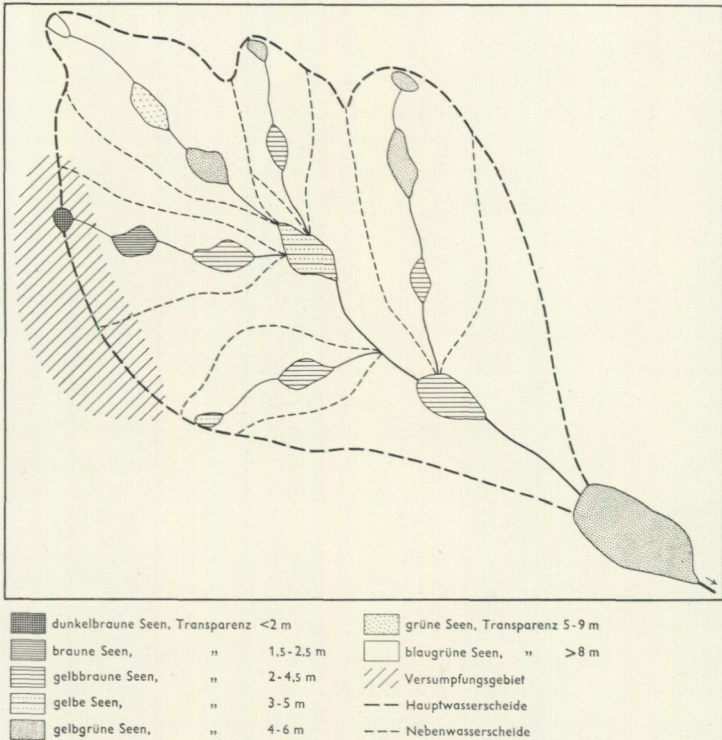 dunkelbraune Seen, Transparenz <2 m
braune Seen, „ 1,5-2,5 m
gelbbraune Seen, „ 2-4,5 m
gelbe Seen, „ 3-5 m
gelbgrüne Seen, „ 4-6 m
grüne Seen, Transparenz 5-9 m
blaugrüne Seen, „ >8 m
Versumpfungsgebiet
Hauptwasserscheide
Nebenwasserscheide